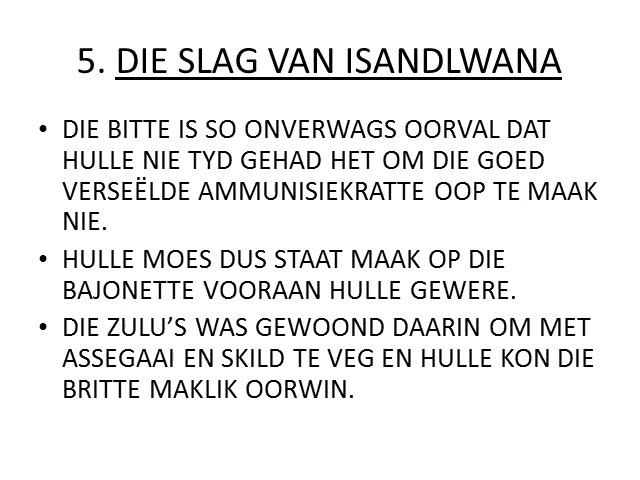 5. DIE SLAG VAN ISANDLWANA
• DIE BITTE IS SO ONVERWAGS OORVAL DAT
HULLE NIE TYD GEHAD HET OM DIE GOED
VERSEËLDE AMMUNISIEKRATTE OOP TE MAAK
NIE.
• HULLE MOES DUS STAAT MAAK OP DIE
BAJONETTE VOORAAN HULLE GEWERE.
• DIE ZULU’S WAS GEWOOND DAARIN OM MET
ASSEGAAI EN SKILD TE VEG EN HULLE KON DIE
BRITTE MAKLIK OORWIN.